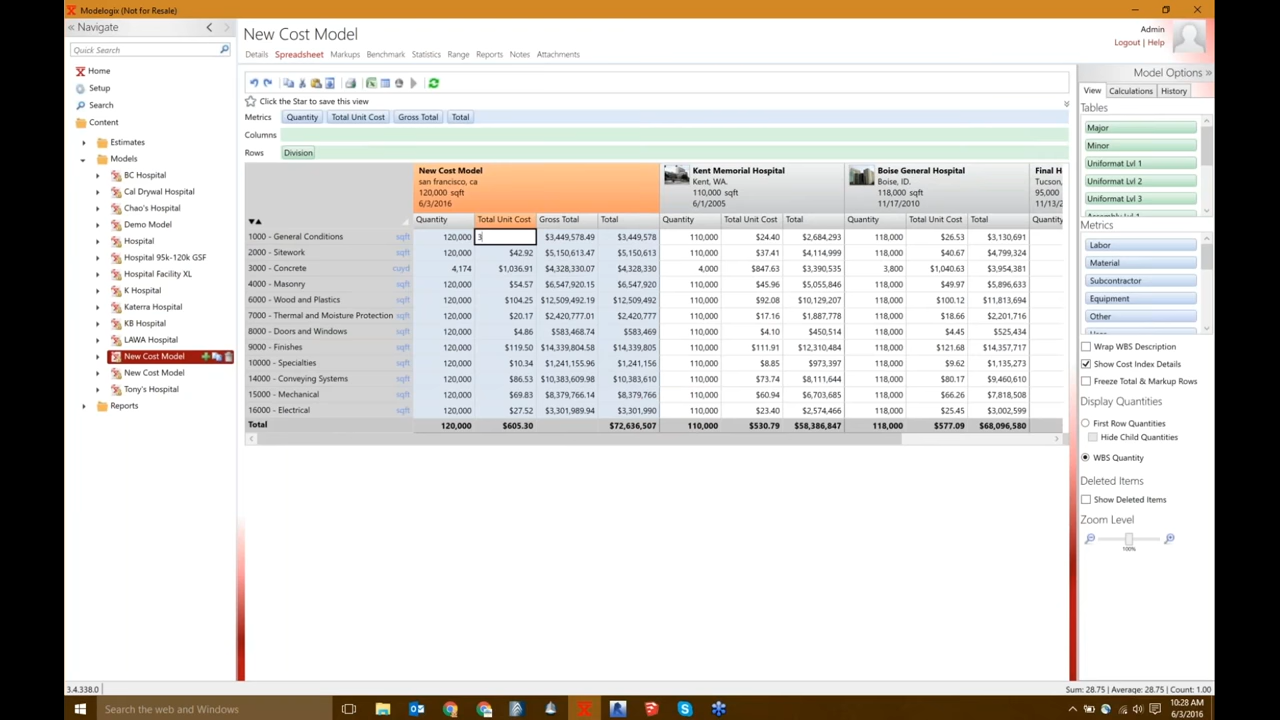 Modelogix (Not for Resale)
Navigate
New Cost Model
Admin
Logout | Help
Quick Search
Details Spreadsheet Markups Benchmark Statistics Range Reports Notes Attachments
Home
Setup
Search
Content
Estimates
Models
BC Hospital
Cal Drywal Hospital
Chao's Hospital
Demo Model
Hospital
Hospital 95k-120k GSF
Hospital Facility XL
K Hospital
Katerra Hospital
KB Hospital
LAWA Hospital
New Cost Model
New Cost Model
Tony's Hospital
Reports
Click the Star to save this view
Metrics Quantity Total Unit Cost Gross Total Total
Columns
Rows Division
New Cost Model Kent Memorial Hospital Boise General Hospital Final H
san francisco, ca Kent, WA. Boise, ID. Tucson,
120,000 sqft 110,000 sqft 118,000 sqft 95,000
6/3/2016 6/1/2005 11/17/2010 11/13/2
Quantity Total Unit Cost Gross Total Total Quantity Total Unit Cost Total Quantity Total Unit Cost Total Quantity
1000 - General Conditions sqft 120,000 3 $3,449,578.49 $3,449,578 110,000 $24.40 $2,684,293 118,000 $26.53 $3,130,691
2000 - Sitework sqft 120,000 $42.92 $5,150,613.47 $5,150,613 110,000 $37.41 $4,114,999 118,000 $40.67 $4,799,324
3000 - Concrete cuyd 4,174 $1,036.91 $4,328,330.07 $4,328,330 4,000 $847.63 $3,390,535 3,800 $1,040.63 $3,954,381
4000 - Masonry sqft 120,000 $54.57 $6,547,920.15 $6,547,920 110,000 $45.96 $5,055,846 118,000 $49.97 $5,896,633
6000 - Wood and Plastics sqft 120,000 $104.25 $12,509,492.19 $12,509,492 110,000 $92.08 $10,129,207 118,000 $100.12 $11,813,694
7000 - Thermal and Moisture Protection sqft 120,000 $20.17 $2,420,777.01 $2,420,777 110,000 $17.16 $1,887,778 118,000 $18.66 $2,201,716
8000 - Doors and Windows sqft 120,000 $4.86 $583,468.74 $583,469 110,000 $4.10 $450,514 118,000 $4.45 $525,434
9000 - Finishes sqft 120,000 $119.50 $14,339,804.58 $14,339,805 110,000 $111.91 $12,310,484 118,000 $121.68 $14,357,717
10000 - Specialties sqft 120,000 $10.34 $1,241,155.96 $1,241,156 110,000 $8.85 $973,397 118,000 $9.62 $1,135,273
14000 - Conveying Systems sqft 120,000 $86.53 $10,383,609.98 $10,383,610 110,000 $73.74 $8,111,644 118,000 $80.17 $9,460,610
15000 - Mechanical sqft 120,000 $69.83 $8,379,766.14 $8,379,766 110,000 $60.94 $6,703,685 118,000 $66.26 $7,818,508
16000 - Electrical sqft 120,000 $27.52 $3,301,989.94 $3,301,990 110,000 $23.40 $2,574,466 118,000 $25.45 $3,002,599
Total 120,000 $605.30 $72,636,507 110,000 $530.79 $58,386,847 118,000 $577.09 $68,096,580
Model Options
View Calculations History
Tables
Major
Minor
Uniformat Lvl 1
Uniformat Lvl 2
Uniformat Lvl 3
Metrics
Labor
Material
Subcontractor
Equipment
Other
Wrap WBS Description
Show Cost Index Details
Freeze Total & Markup Rows
Display Quantities
First Row Quantities
Hide Child Quantities
WBS Quantity
Deleted Items
Show Deleted Items
Zoom Level
100%
3.4.338.0
Sum: 28.75 | Average: 28.75 | Count: 1.00
Search the web and Windows
10:28 AM
6/3/2016